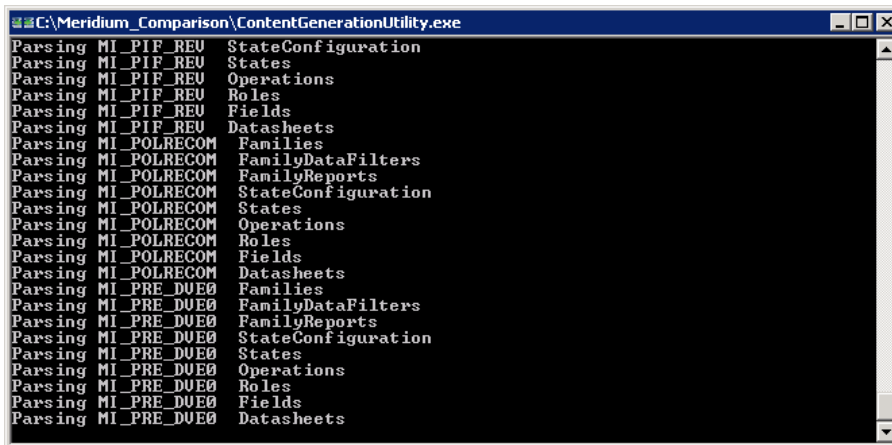 C:\Meridium_Comparison\ContentGenerationUtility.exe
Parsing MI_PIF_REV  StateConfiguration
Parsing MI_PIF_REV  States
Parsing MI_PIF_REV  Operations
Parsing MI_PIF_REV  Roles
Parsing MI_PIF_REV  Fields
Parsing MI_PIF_REV  Datasheets
Parsing MI_POLRECOM  Families
Parsing MI_POLRECOM  FamilyDataFilters
Parsing MI_POLRECOM  FamilyReports
Parsing MI_POLRECOM  StateConfiguration
Parsing MI_POLRECOM  States
Parsing MI_POLRECOM  Operations
Parsing MI_POLRECOM  Roles
Parsing MI_POLRECOM  Fields
Parsing MI_POLRECOM  Datasheets
Parsing MI_PRE_DVE0  Families
Parsing MI_PRE_DVE0  FamilyDataFilters
Parsing MI_PRE_DVE0  FamilyReports
Parsing MI_PRE_DVE0  StateConfiguration
Parsing MI_PRE_DVE0  States
Parsing MI_PRE_DVE0  Operations
Parsing MI_PRE_DVE0  Roles
Parsing MI_PRE_DVE0  Fields
Parsing MI_PRE_DVE0  Datasheets